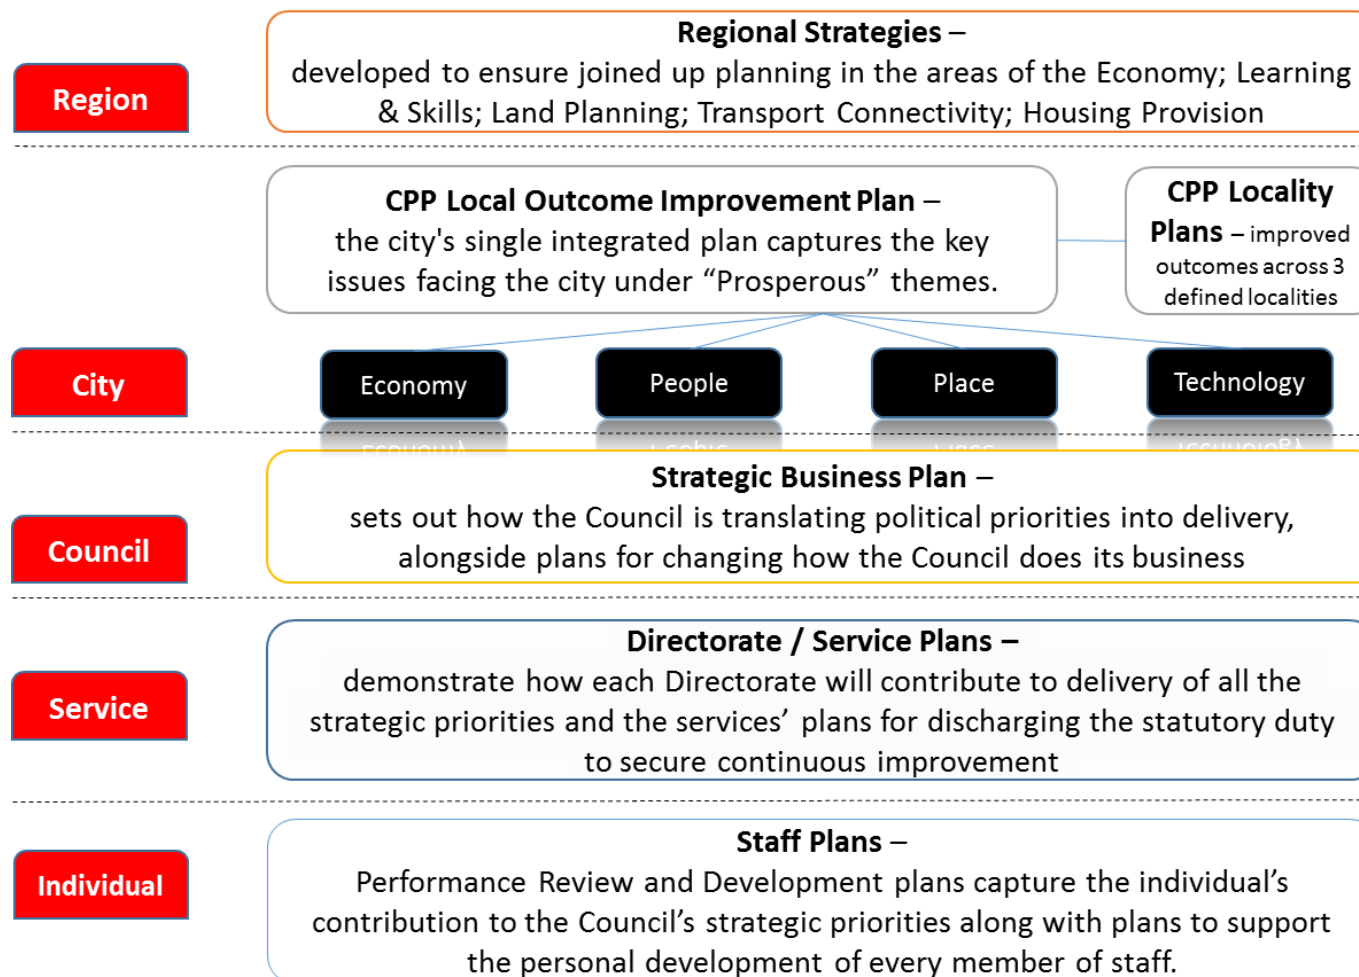 Regional Strategies –
developed to ensure joined up planning in the areas of the Economy; Learning
& Skills; Land Planning; Transport Connectivity; Housing Provision
Region
CPP Local Outcome Improvement Plan –
the city's single integrated plan captures the key
issues facing the city under “Prosperous” themes.
CPP Locality
Plans – improved
outcomes across 3
defined localities
City
Economy
People
Place
Technology
Strategic Business Plan –
sets out how the Council is translating political priorities into delivery,
alongside plans for changing how the Council does its business
Council
Directorate / Service Plans –
demonstrate how each Directorate will contribute to delivery of all the
strategic priorities and the services’ plans for discharging the statutory duty
to secure continuous improvement
Service
Staff Plans –
Performance Review and Development plans capture the individual’s
contribution to the Council’s strategic priorities along with plans to support
the personal development of every member of staff.
Individual